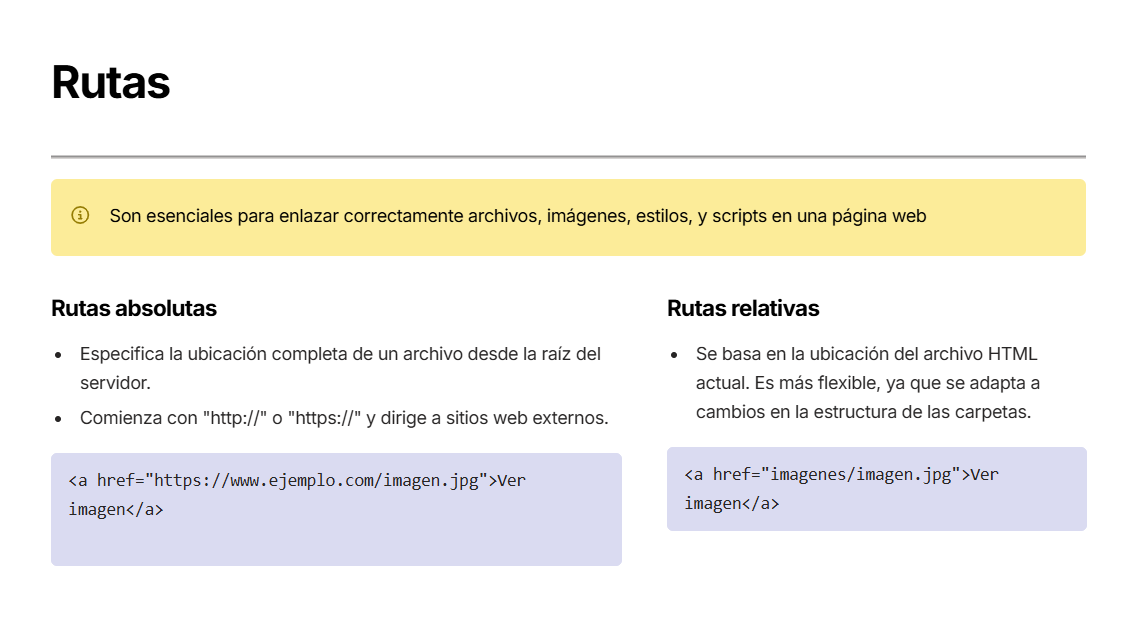 Rutas
Son esenciales para enlazar correctamente archivos, imágenes, estilos, y scripts en una página web
Rutas absolutas
• Especifica la ubicación completa de un archivo desde la raíz del
servidor.
• Comienza con "http://" o "https://" y dirige a sitios web externos.
<a href="https://www.ejemplo.com/imagen.jpg">Ver
imagen</a>
Rutas relativas
• Se basa en la ubicación del archivo HTML
actual. Es más flexible, ya que se adapta a
cambios en la estructura de las carpetas.
<a href="imagenes/imagen.jpg">Ver
imagen</a>